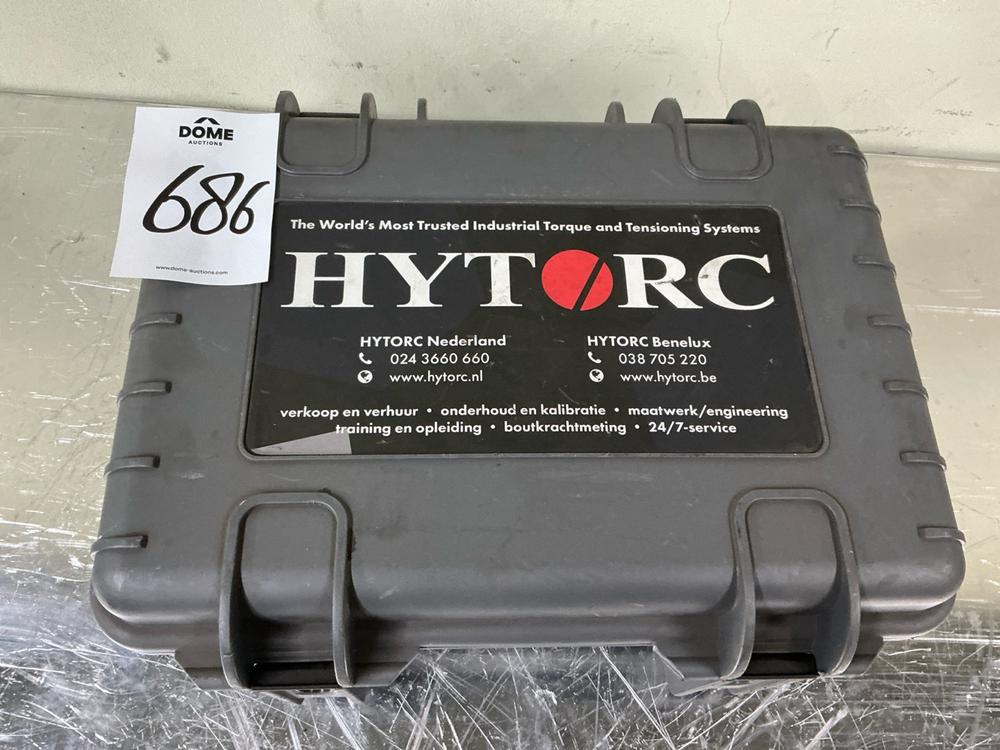 DOME
AUCTIONS
686
www.dome-auctions.com
The World's Most Trusted Industrial Torque and Tensioning Systems
HYTORC
HYTORC Nederland
024 3660 660
www.hytorc.nl
HYTORC Benelux
038 705 220
www.hytorc.be
verkoop en verhuur • onderhoud en kalibratie • maatwerk/engineering
training en opleiding • boutkrachtmeting • 24/7-service